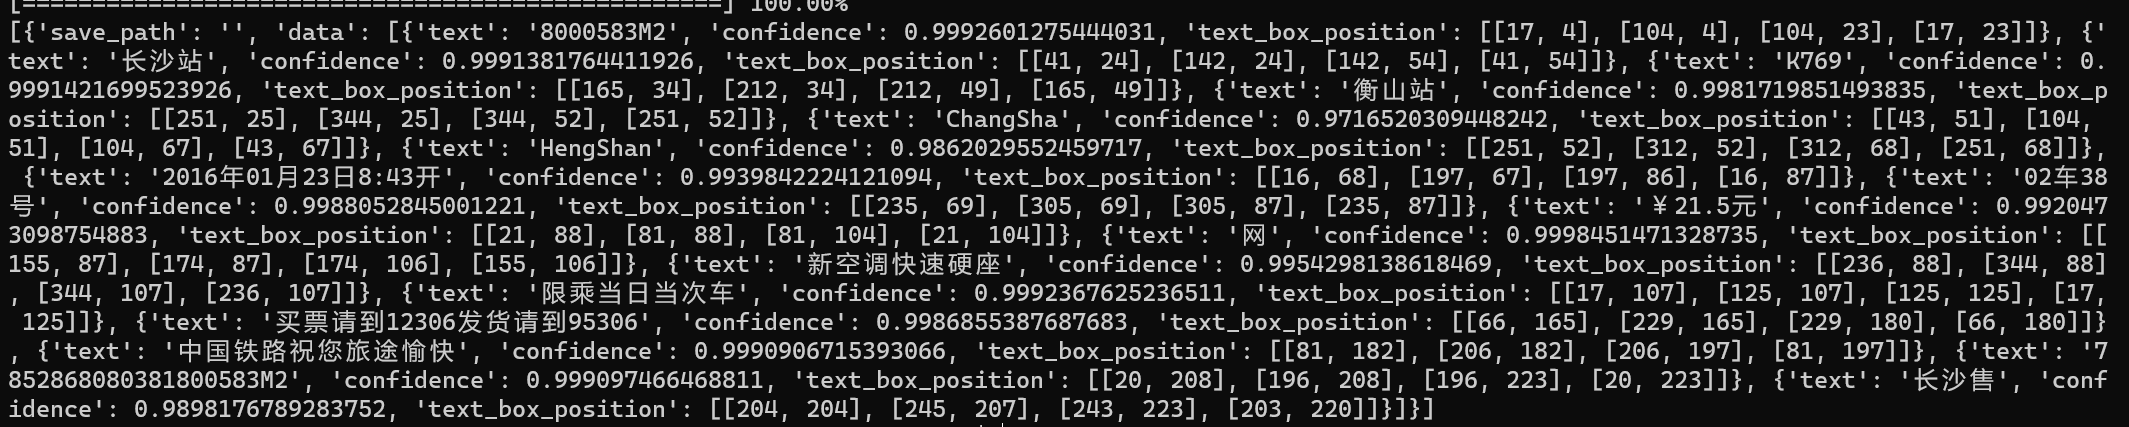 [================================================] 100.00%
[{'save_path': '', 'data': [{'text': '8000583M2', 'confidence': 0.9992601275444031, 'text_box_position': [[17, 4], [104, 4], [104, 23], [17, 23]]}, {'
text': '长沙站', 'confidence': 0.9991381764411926, 'text_box_position': [[41, 24], [142, 24], [142, 54], [41, 54]]}, {'text': 'K769', 'confidence': 0.
9991421699523926, 'text_box_position': [[165, 34], [212, 34], [212, 49], [165, 49]]}, {'text': '衡山站', 'confidence': 0.9981719851493835, 'text_box_p
osition': [[251, 25], [344, 25], [344, 52], [251, 52]]}, {'text': 'ChangSha', 'confidence': 0.9716520309448242, 'text_box_position': [[43, 51], [104,
51], [104, 67], [43, 67]]}, {'text': 'HengShan', 'confidence': 0.9862029552459717, 'text_box_position': [[251, 52], [312, 52], [312, 68], [251, 68]]},
 {'text': '2016年01月23日8:43开', 'confidence': 0.9939842224121094, 'text_box_position': [[16, 68], [197, 67], [197, 86], [16, 87]]}, {'text': '02车38
号', 'confidence': 0.9988052845001221, 'text_box_position': [[235, 69], [305, 69], [305, 87], [235, 87]]}, {'text': '￥21.5元', 'confidence': 0.992047
3098754883, 'text_box_position': [[21, 88], [81, 88], [81, 104], [21, 104]]}, {'text': '网', 'confidence': 0.9998451471328735, 'text_box_position': [[
155, 87], [174, 87], [174, 106], [155, 106]]}, {'text': '新空调快速硬座', 'confidence': 0.9954298138618469, 'text_box_position': [[236, 88], [344, 88]
, [344, 107], [236, 107]]}, {'text': '限乘当日当次车', 'confidence': 0.9992367625236511, 'text_box_position': [[17, 107], [125, 107], [125, 125], [17,
 125]]}, {'text': '买票请到12306发货请到95306', 'confidence': 0.9986855387687683, 'text_box_position': [[66, 165], [229, 165], [229, 180], [66, 180]]}
, {'text': '中国铁路祝您旅途愉快', 'confidence': 0.9990906715393066, 'text_box_position': [[81, 182], [206, 182], [206, 197], [81, 197]]}, {'text': '7
8528680803818​00583M2', 'confidence': 0.999097466468811, 'text_box_position': [[20, 208], [196, 208], [196, 223], [20, 223]]}, {'text': '长沙售', 'conf
idence': 0.9898176789283752, 'text_box_position': [[204, 204], [245, 207], [243, 223], [203, 220]]}]}]